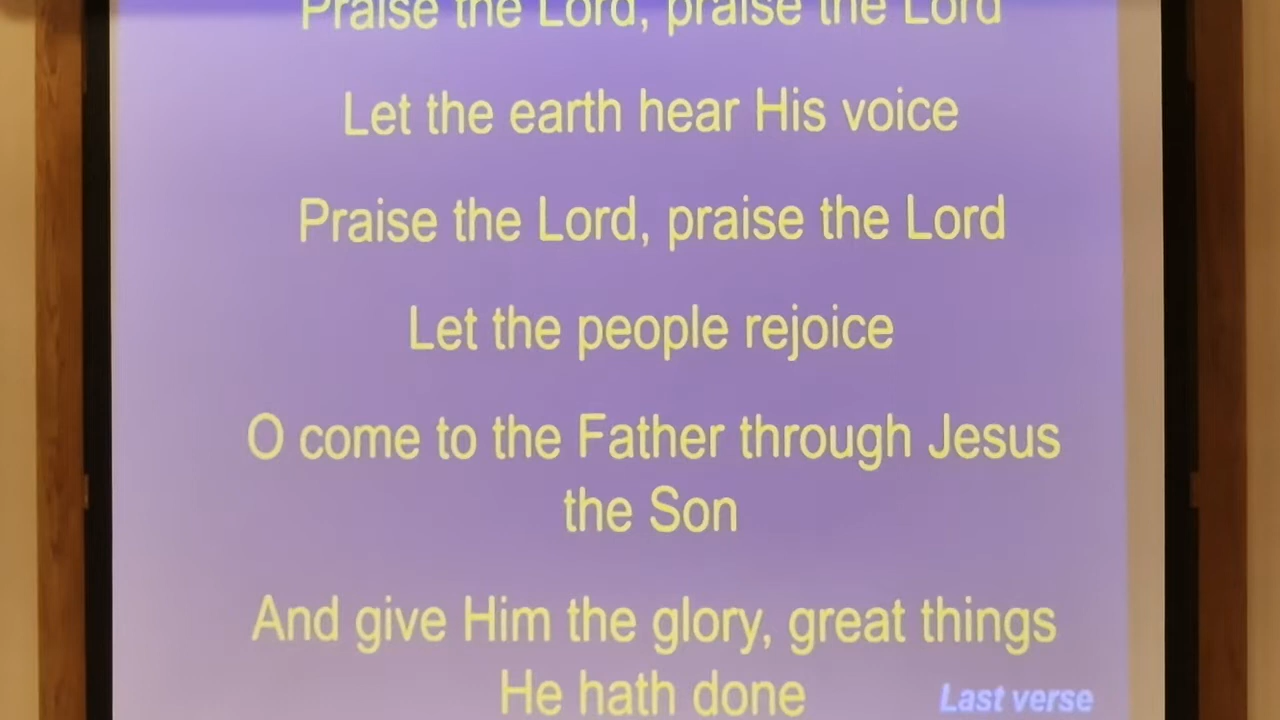 Praise the Lord, praise the Lord
Let the earth hear His voice
Praise the Lord, praise the Lord
Let the people rejoice
O come to the Father through Jesus
the Son
And give Him the glory, great things
He hath done
Last verse